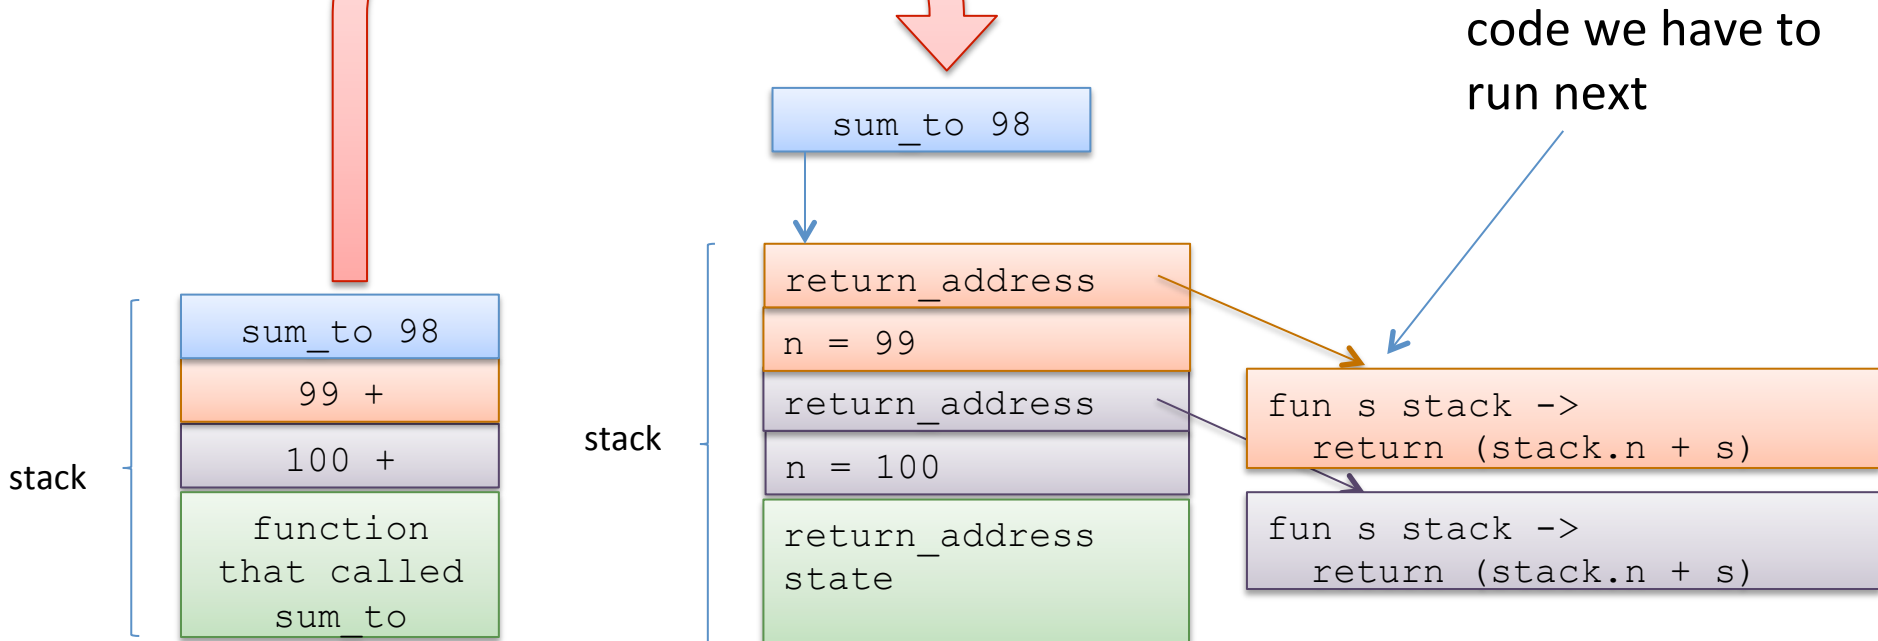 code we have to
run next
sum_to 98
stack
sum_to 98
99 +
100 +
function
that called
sum_to
stack
return_address
n = 99
return_address
n = 100
return_address
state
fun s stack ->
  return (stack.n + s)
fun s stack ->
  return (stack.n + s)